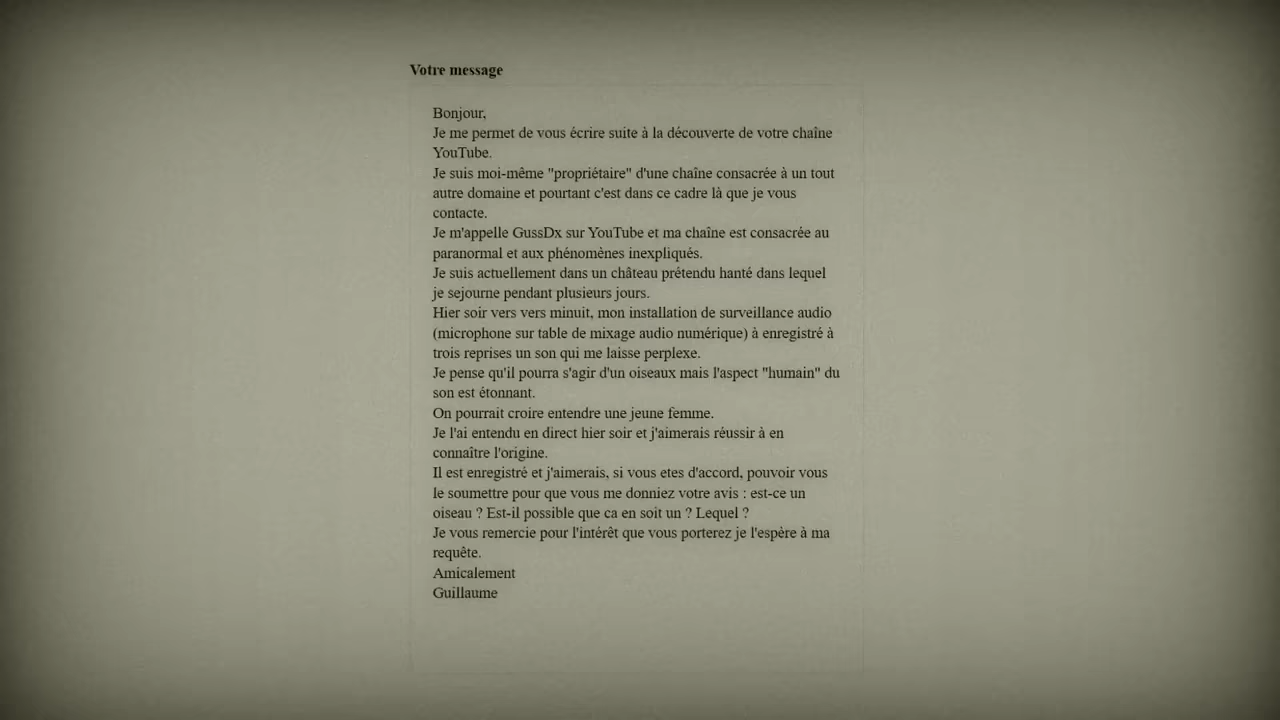 Votre message
Bonjour,
Je me permet de vous écrire suite à la découverte de votre chaîne
YouTube.
Je suis moi-même "propriétaire" d'une chaîne consacrée à un tout
autre domaine et pourtant c'est dans ce cadre là que je vous
contacte.
Je m'appelle GussDx sur YouTube et ma chaîne est consacrée au
paranormal et aux phénomènes inexpliqués.
Je suis actuellement dans un château prétendu hanté dans lequel
je sejourne pendant plusieurs jours.
Hier soir vers vers minuit, mon installation de surveillance audio
(microphone sur table de mixage audio numérique) à enregistré à
trois reprises un son qui me laisse perplexe.
Je pense qu'il pourra s'agir d'un oiseaux mais l'aspect "humain" du
son est étonnant.
On pourrait croire entendre une jeune femme.
Je l'ai entendu en direct hier soir et j'aimerais réussir à en
connaître l'origine.
Il est enregistré et j'aimerais, si vous etes d'accord, pouvoir vous
le soumettre pour que vous me donniez votre avis : est-ce un
oiseau ? Est-il possible que ca en soit un ? Lequel ?
Je vous remercie pour l'intérêt que vous porterez je l'espère à ma
requête.
Amicalement
Guillaume